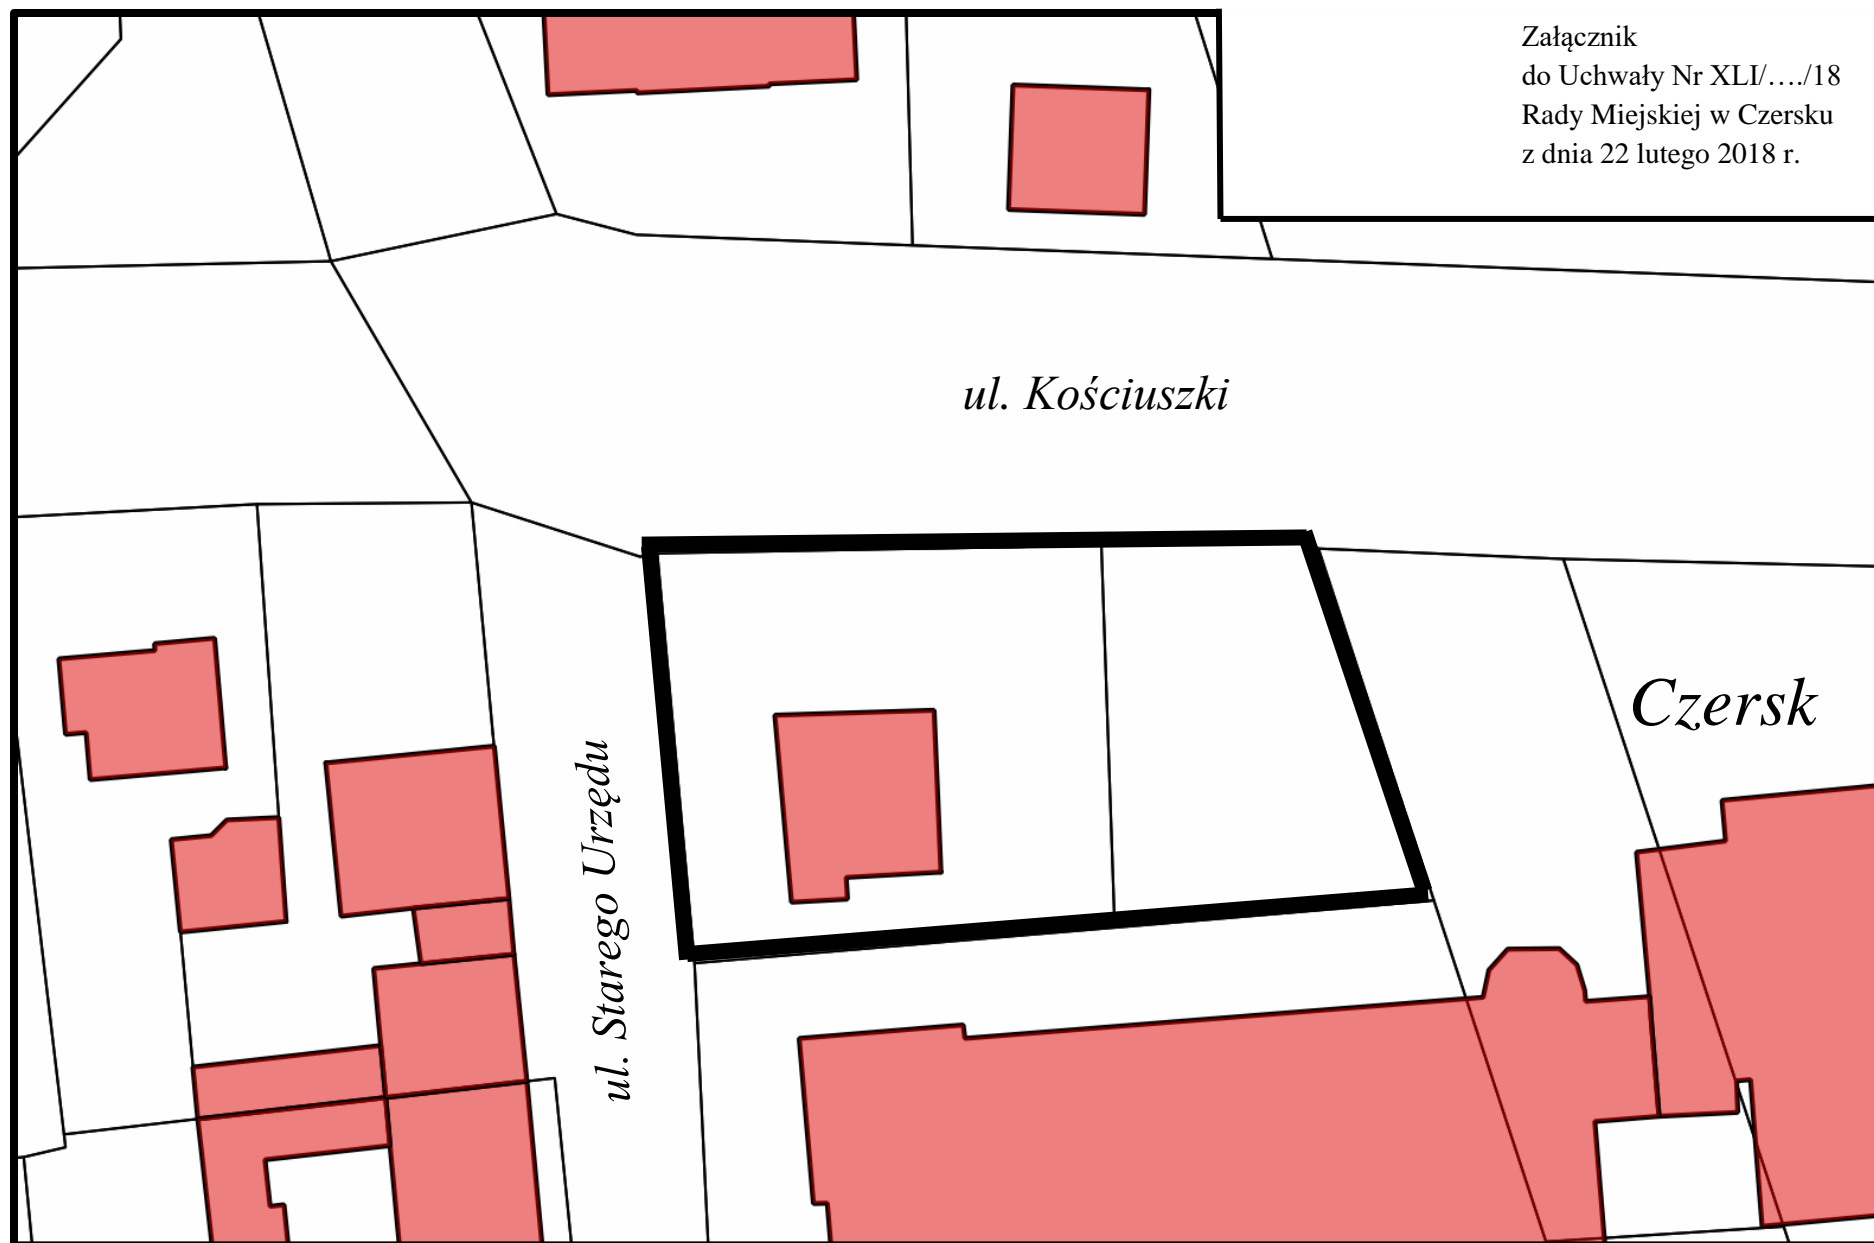 Załącznik
do Uchwały Nr XLI/…./18
Rady Miejskiej w Czersku
z dnia 22 lutego 2018 r.
ul. Kościuszki
Czersk
ul. Starego Urzędu